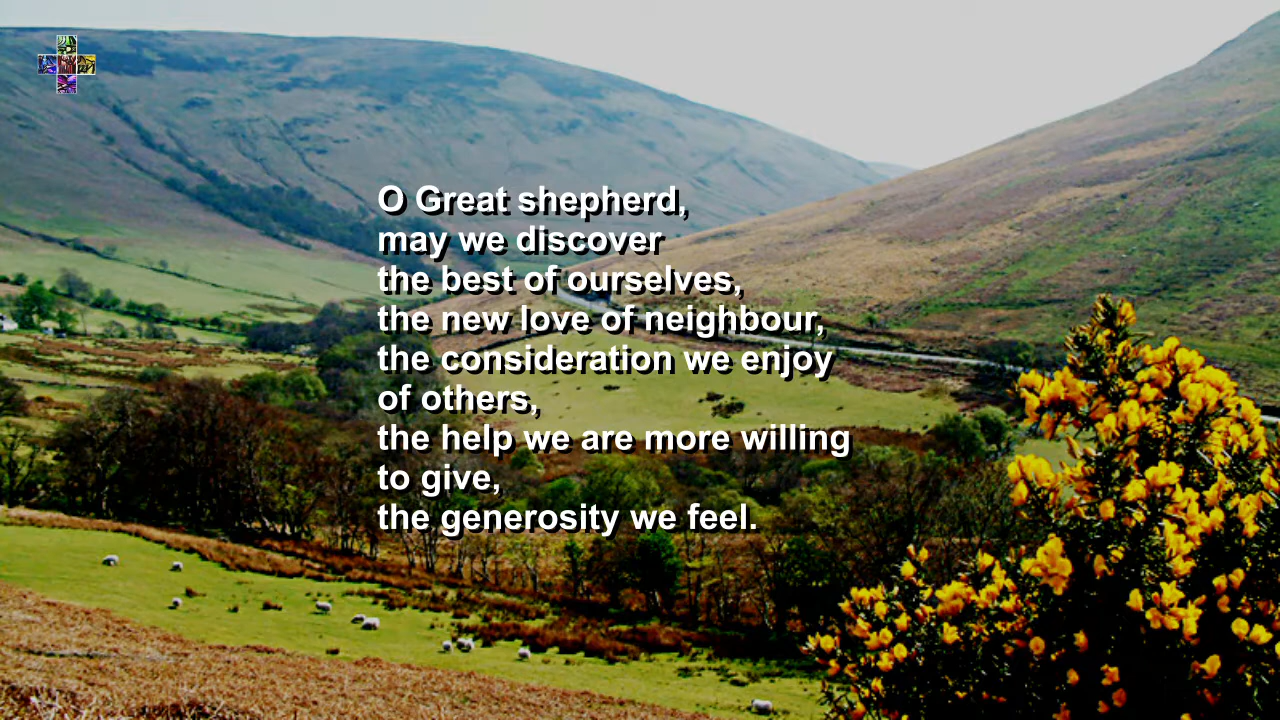 O Great shepherd,
may we discover
the best of ourselves,
the new love of neighbour,
the consideration we enjoy
of others,
the help we are more willing
to give,
the generosity we feel.